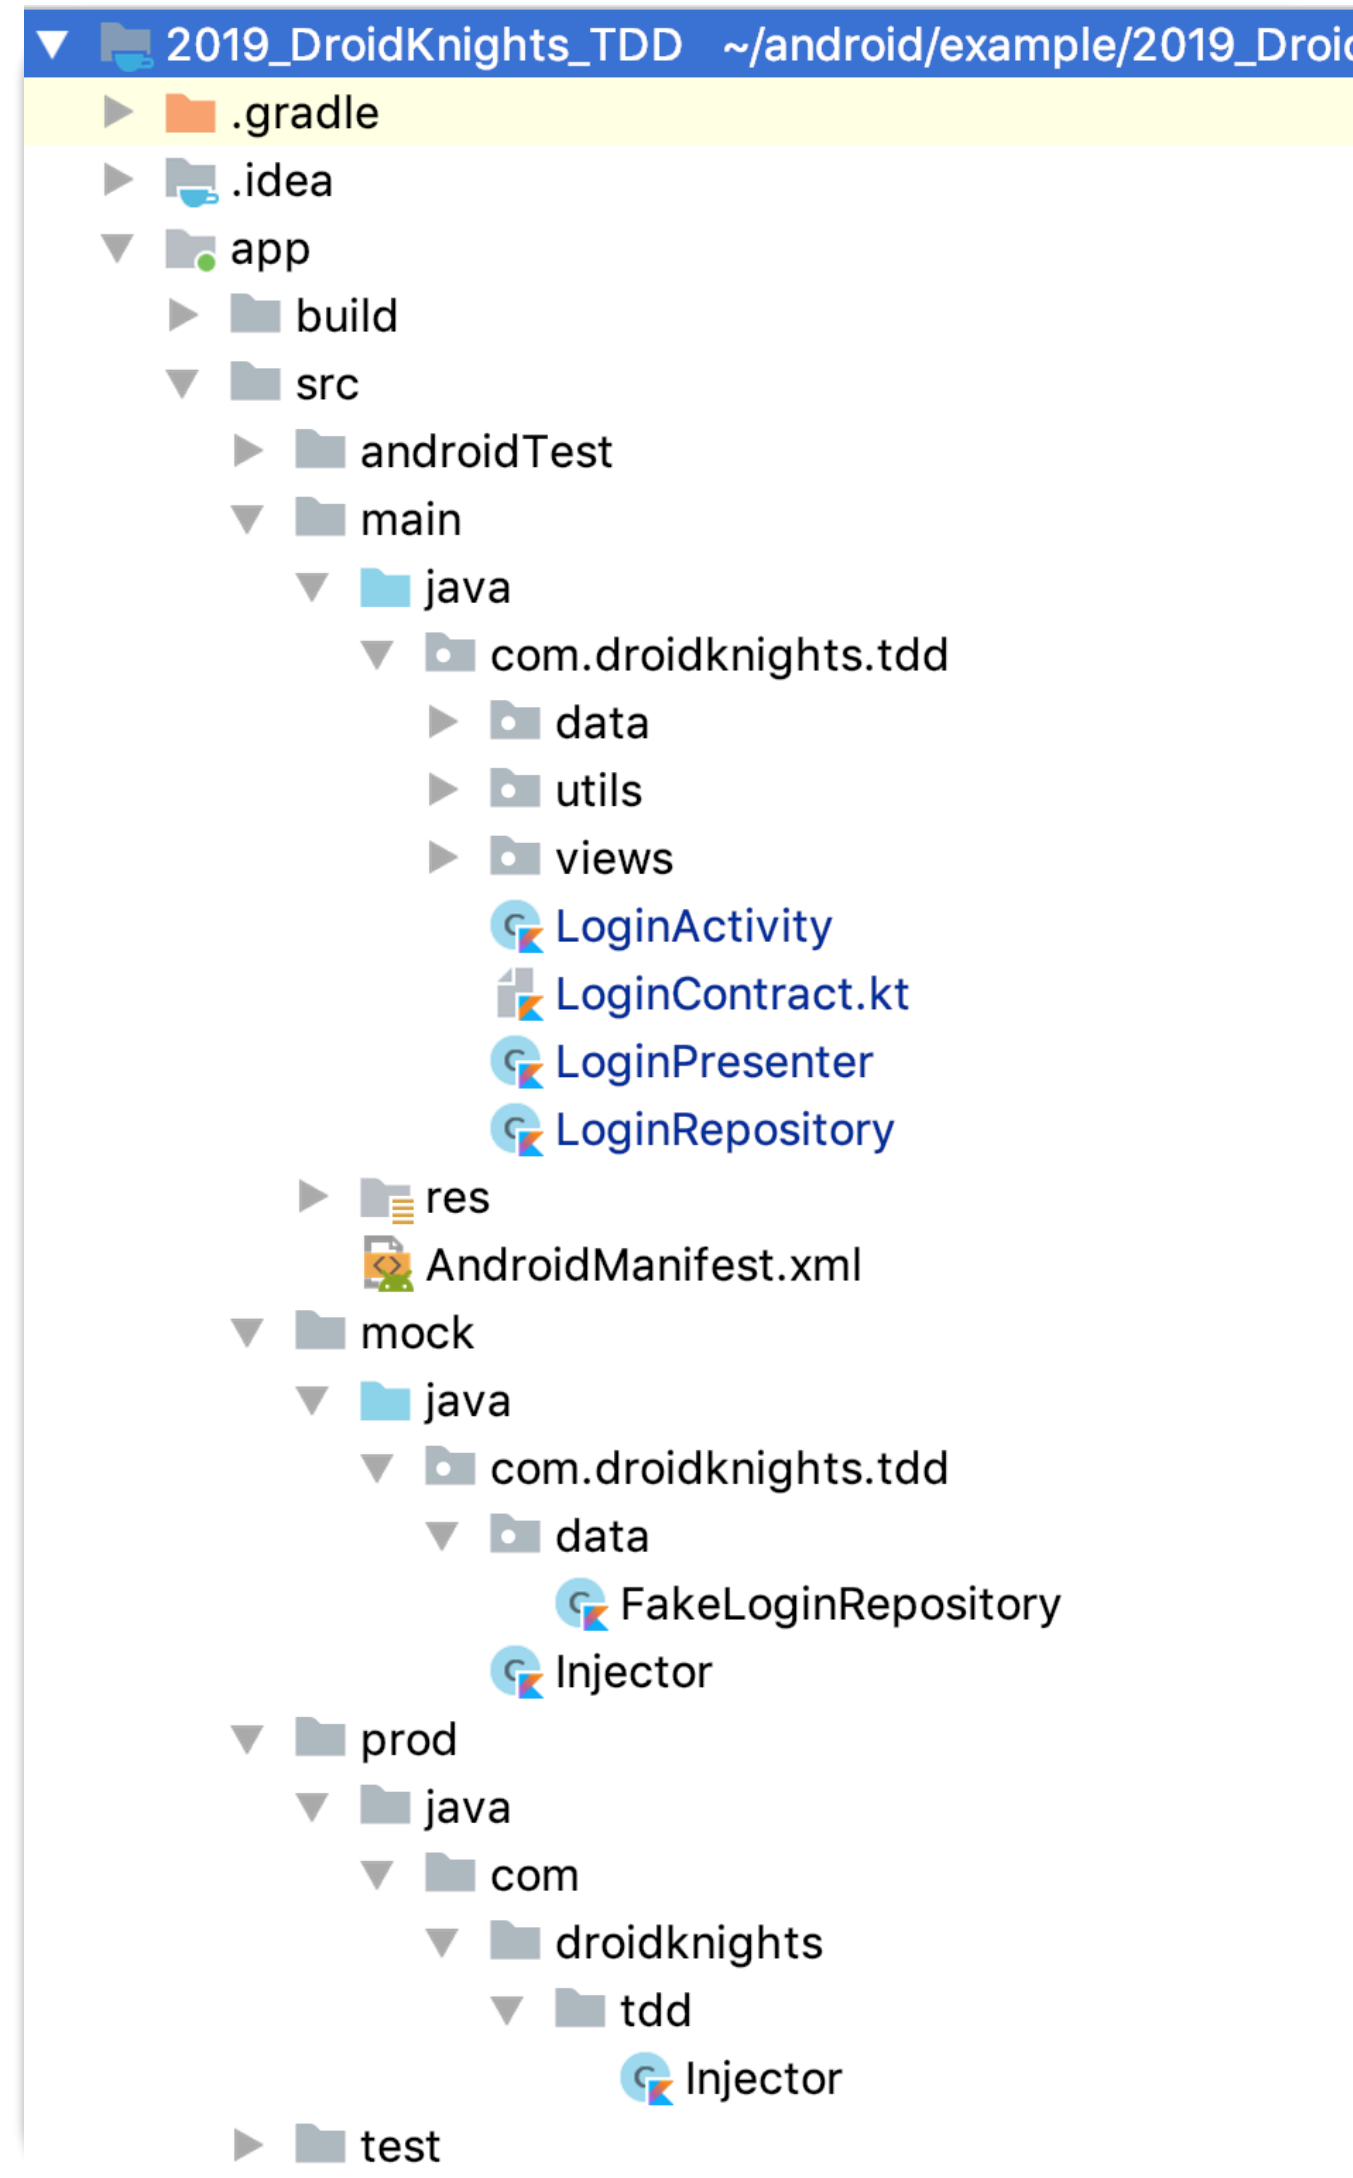 2019_DroidKnights_TDD ~/android/example/2019_Droid
.gradle
.idea
app
build
src
androidTest
main
java
com.droidknights.tdd
data
utils
views
LoginActivity
LoginContract.kt
LoginPresenter
LoginRepository
res
AndroidManifest.xml
mock
java
com.droidknights.tdd
data
FakeLoginRepository
Injector
prod
java
com
droidknights
tdd
Injector
test